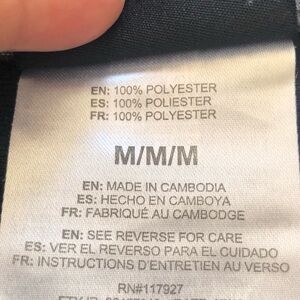 EN: 100% POLYESTER
ES: 100% POLIESTER
FR: 100% POLYESTER
M/M/M
EN: MADE IN CAMBODIA
ES: HECHO EN CAMBOYA
FR: FABRIQUÉ AU CAMBODGE
EN: SEE REVERSE FOR CARE
ES: VER EL REVERSO PARA EL CUIDADO
FR: INSTRUCTIONS D'ENTRETIEN AU VERSO
RN#117927